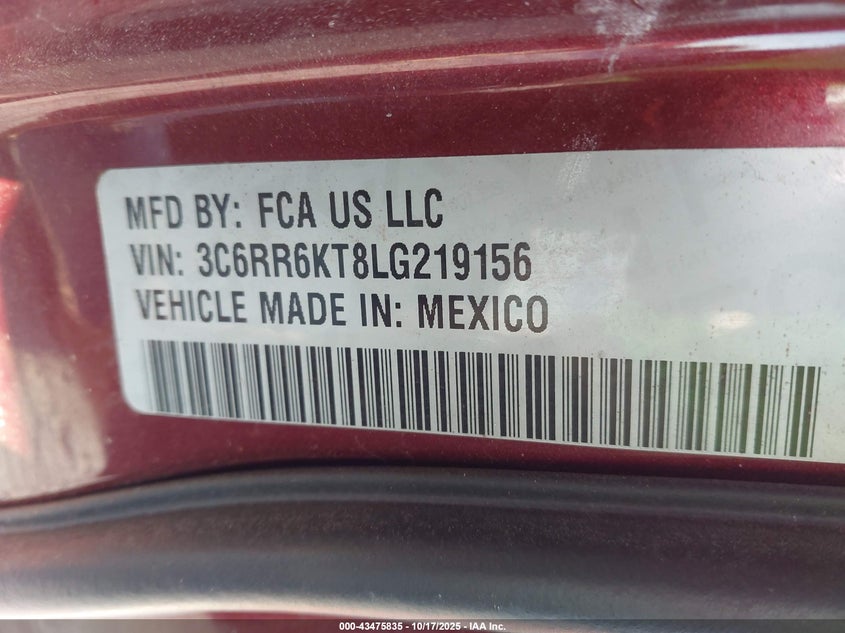 MFD BY: FCA US LLC
VIN: 3C6RR6KT8LG219156
VEHICLE MADE IN: MEXICO
000-43475835 - 10/17/2025 - IAA Inc.